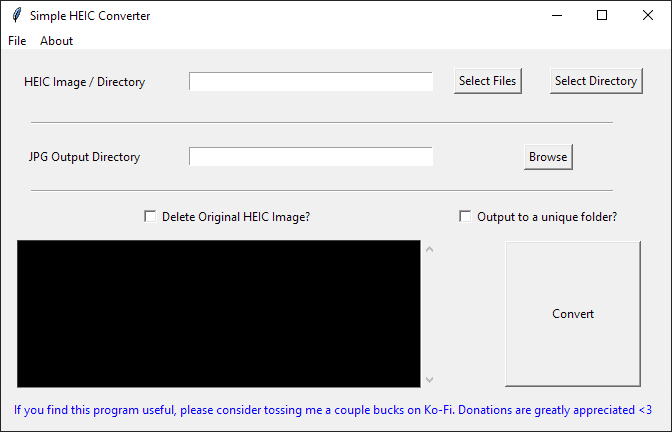 Simple HEIC Converter
File About
HEIC Image / Directory Select Files Select Directory
JPG Output Directory Browse
Delete Original HEIC Image? Output to a unique folder?
Convert
If you find this program useful, please consider tossing me a couple bucks on Ko-Fi. Donations are greatly appreciated <3